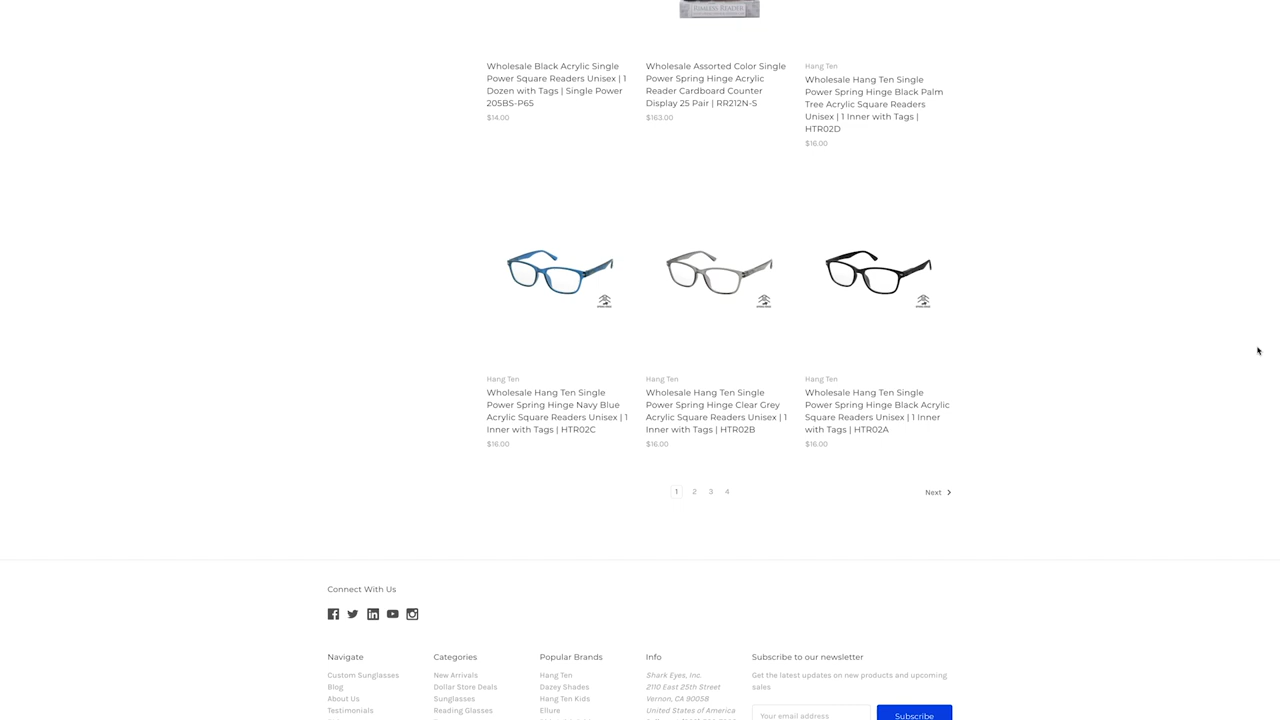 RIMLESS READER
Wholesale Black Acrylic Single
Power Square Readers Unisex | 1
Dozen with Tags | Single Power
205BS-P65
$14.00
Wholesale Assorted Color Single
Power Spring Hinge Acrylic
Reader Cardboard Counter
Display 25 Pair | RR212N-S
$163.00
Hang Ten
Wholesale Hang Ten Single
Power Spring Hinge Black Palm
Tree Acrylic Square Readers
Unisex | 1 Inner with Tags |
HTR02D
$16.00
Hang Ten
Wholesale Hang Ten Single
Power Spring Hinge Navy Blue
Acrylic Square Readers Unisex | 1
Inner with Tags | HTR02C
$16.00
Hang Ten
Wholesale Hang Ten Single
Power Spring Hinge Clear Grey
Acrylic Square Readers Unisex | 1
Inner with Tags | HTR02B
$16.00
Hang Ten
Wholesale Hang Ten Single
Power Spring Hinge Black Acrylic
Square Readers Unisex | 1 Inner
with Tags | HTR02A
$16.00
1 2 3 4
Next
Connect With Us
Navigate
Custom Sunglasses
Blog
About Us
Testimonials
Categories
New Arrivals
Dollar Store Deals
Sunglasses
Reading Glasses
Popular Brands
Hang Ten
Dazey Shades
Hang Ten Kids
Ellure
Info
Shark Eyes, Inc.
2110 East 25th Street
Vernon, CA 90058
United States of America
Subscribe to our newsletter
Get the latest updates on new products and upcoming
sales
Your email address
Subscribe